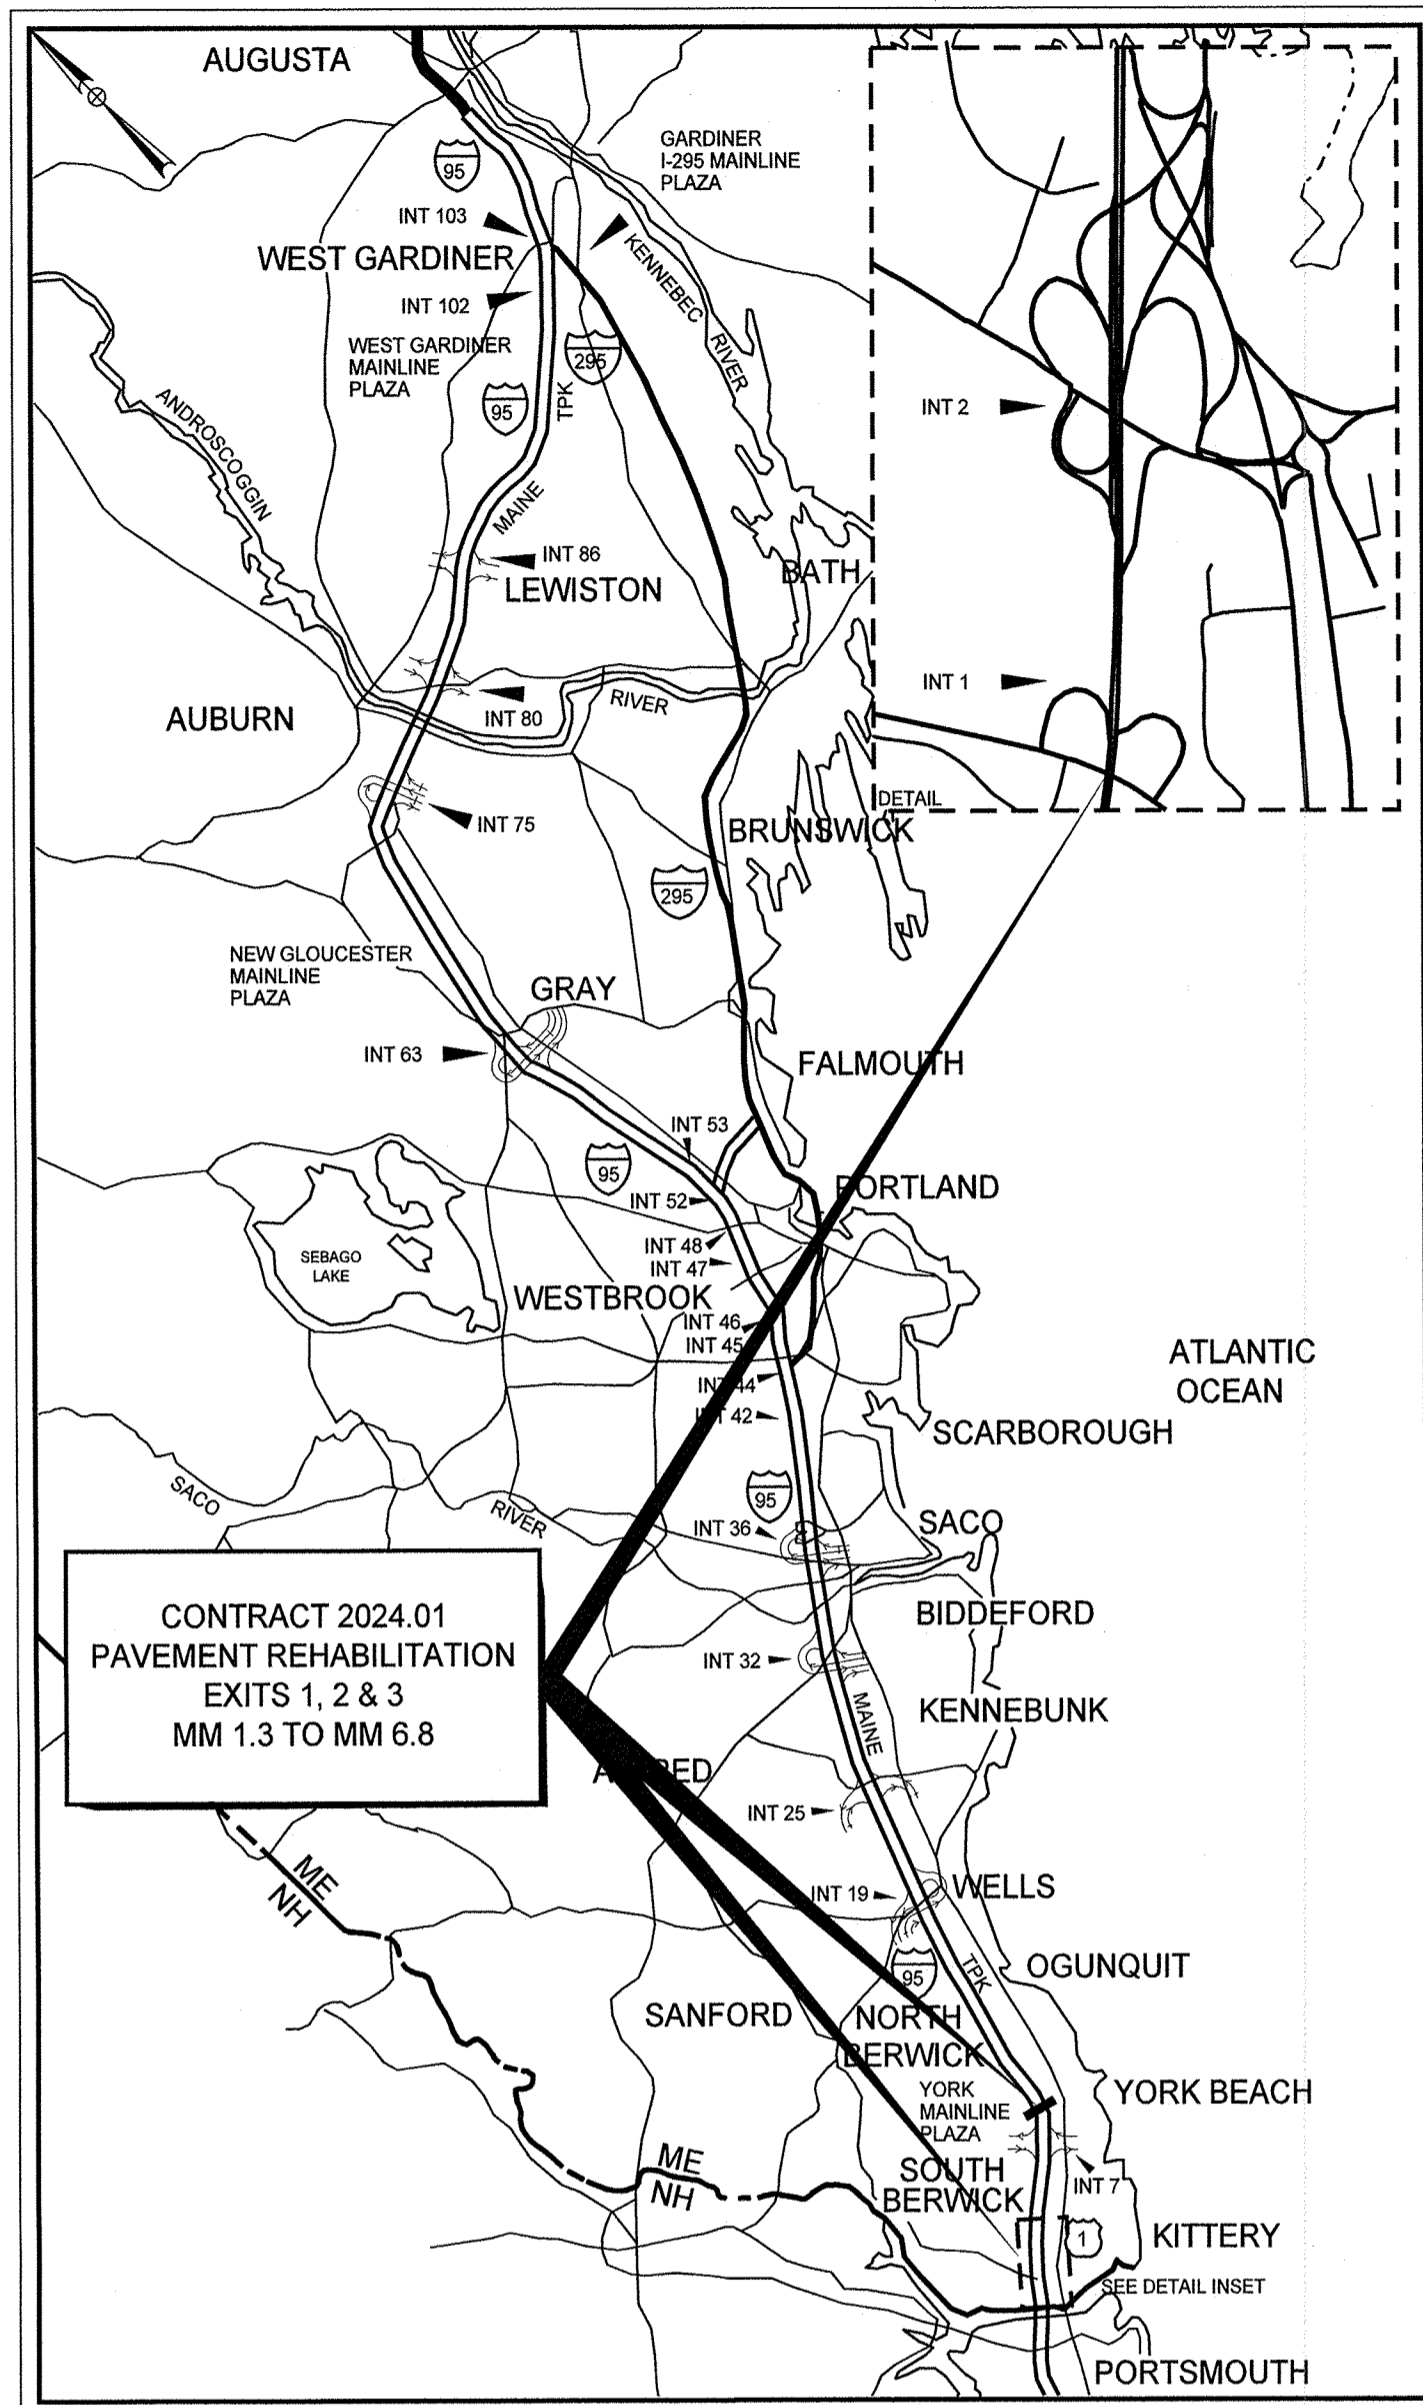 AUGUSTA
GARDINER
I-295 MAINLINE
PLAZA
95
INT 103
WEST GARDINER
KENNEBEC
RIVER
INT 102
WEST GARDINER
MAINLINE
PLAZA
295
95
TPK
MAINE
ANDROSCOGGIN
INT 2
INT 86
LEWISTON
BATH
INT 1
RIVER
INT 80
AUBURN
DETAIL
INT 75
BRUNSWICK
295
NEW GLOUCESTER
MAINLINE
PLAZA
GRAY
INT 63
FALMOUTH
INT 53
95
INT 52
PORTLAND
SEBAGO
LAKE
INT 48
INT 47
WESTBROOK
INT 46
INT 45
INT 44
INT 42
ATLANTIC
OCEAN
SCARBOROUGH
SACO
RIVER
95
INT 36
SACO
BIDDEFORD
CONTRACT 2024.01
PAVEMENT REHABILITATION
EXITS 1, 2 & 3
MM 1.3 TO MM 6.8
INT 32
MAINE
KENNEBUNK
INT 25
ME
NH
INT 19
WELLS
95
TPK
OGUNQUIT
SANFORD
NORTH
BERWICK
YORK
MAINLINE
PLAZA
YORK BEACH
ME
NH
SOUTH
BERWICK
INT 7
1
KITTERY
SEE DETAIL INSET
PORTSMOUTH